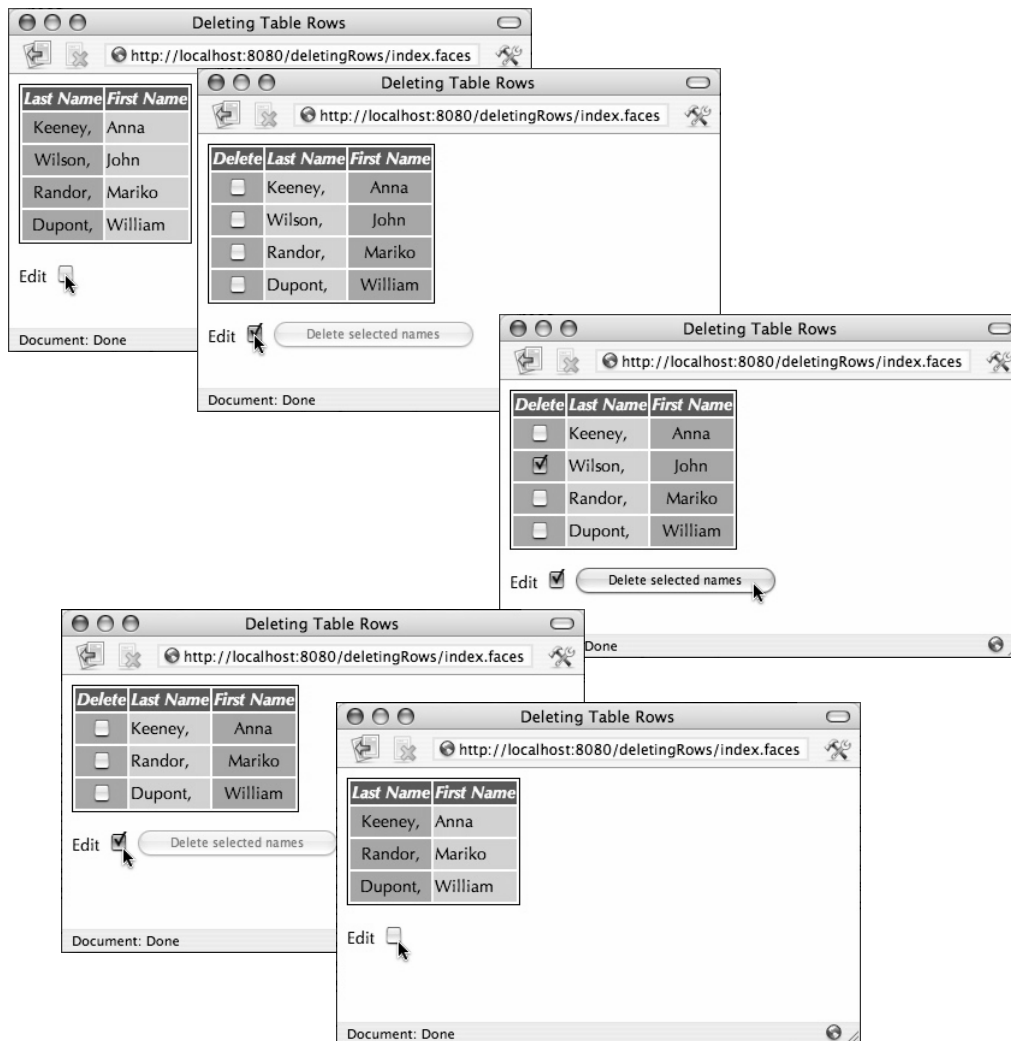 Deleting Table Rows
http://localhost:8080/deletingRows/index.faces
Last Name First Name
Keeney, Anna
Wilson, John
Randor, Mariko
Dupont, William
Edit
Document: Done
Deleting Table Rows
http://localhost:8080/deletingRows/index.faces
Delete Last Name First Name
Keeney, Anna
Wilson, John
Randor, Mariko
Dupont, William
Edit Delete selected names
Document: Done
Deleting Table Rows
http://localhost:8080/deletingRows/index.faces
Delete Last Name First Name
Keeney, Anna
Wilson, John
Randor, Mariko
Dupont, William
Edit Delete selected names
Done
Deleting Table Rows
http://localhost:8080/deletingRows/index.faces
Delete Last Name First Name
Keeney, Anna
Randor, Mariko
Dupont, William
Edit Delete selected names
Document: Done
Deleting Table Rows
http://localhost:8080/deletingRows/index.faces
Last Name First Name
Keeney, Anna
Randor, Mariko
Dupont, William
Edit
Document: Done